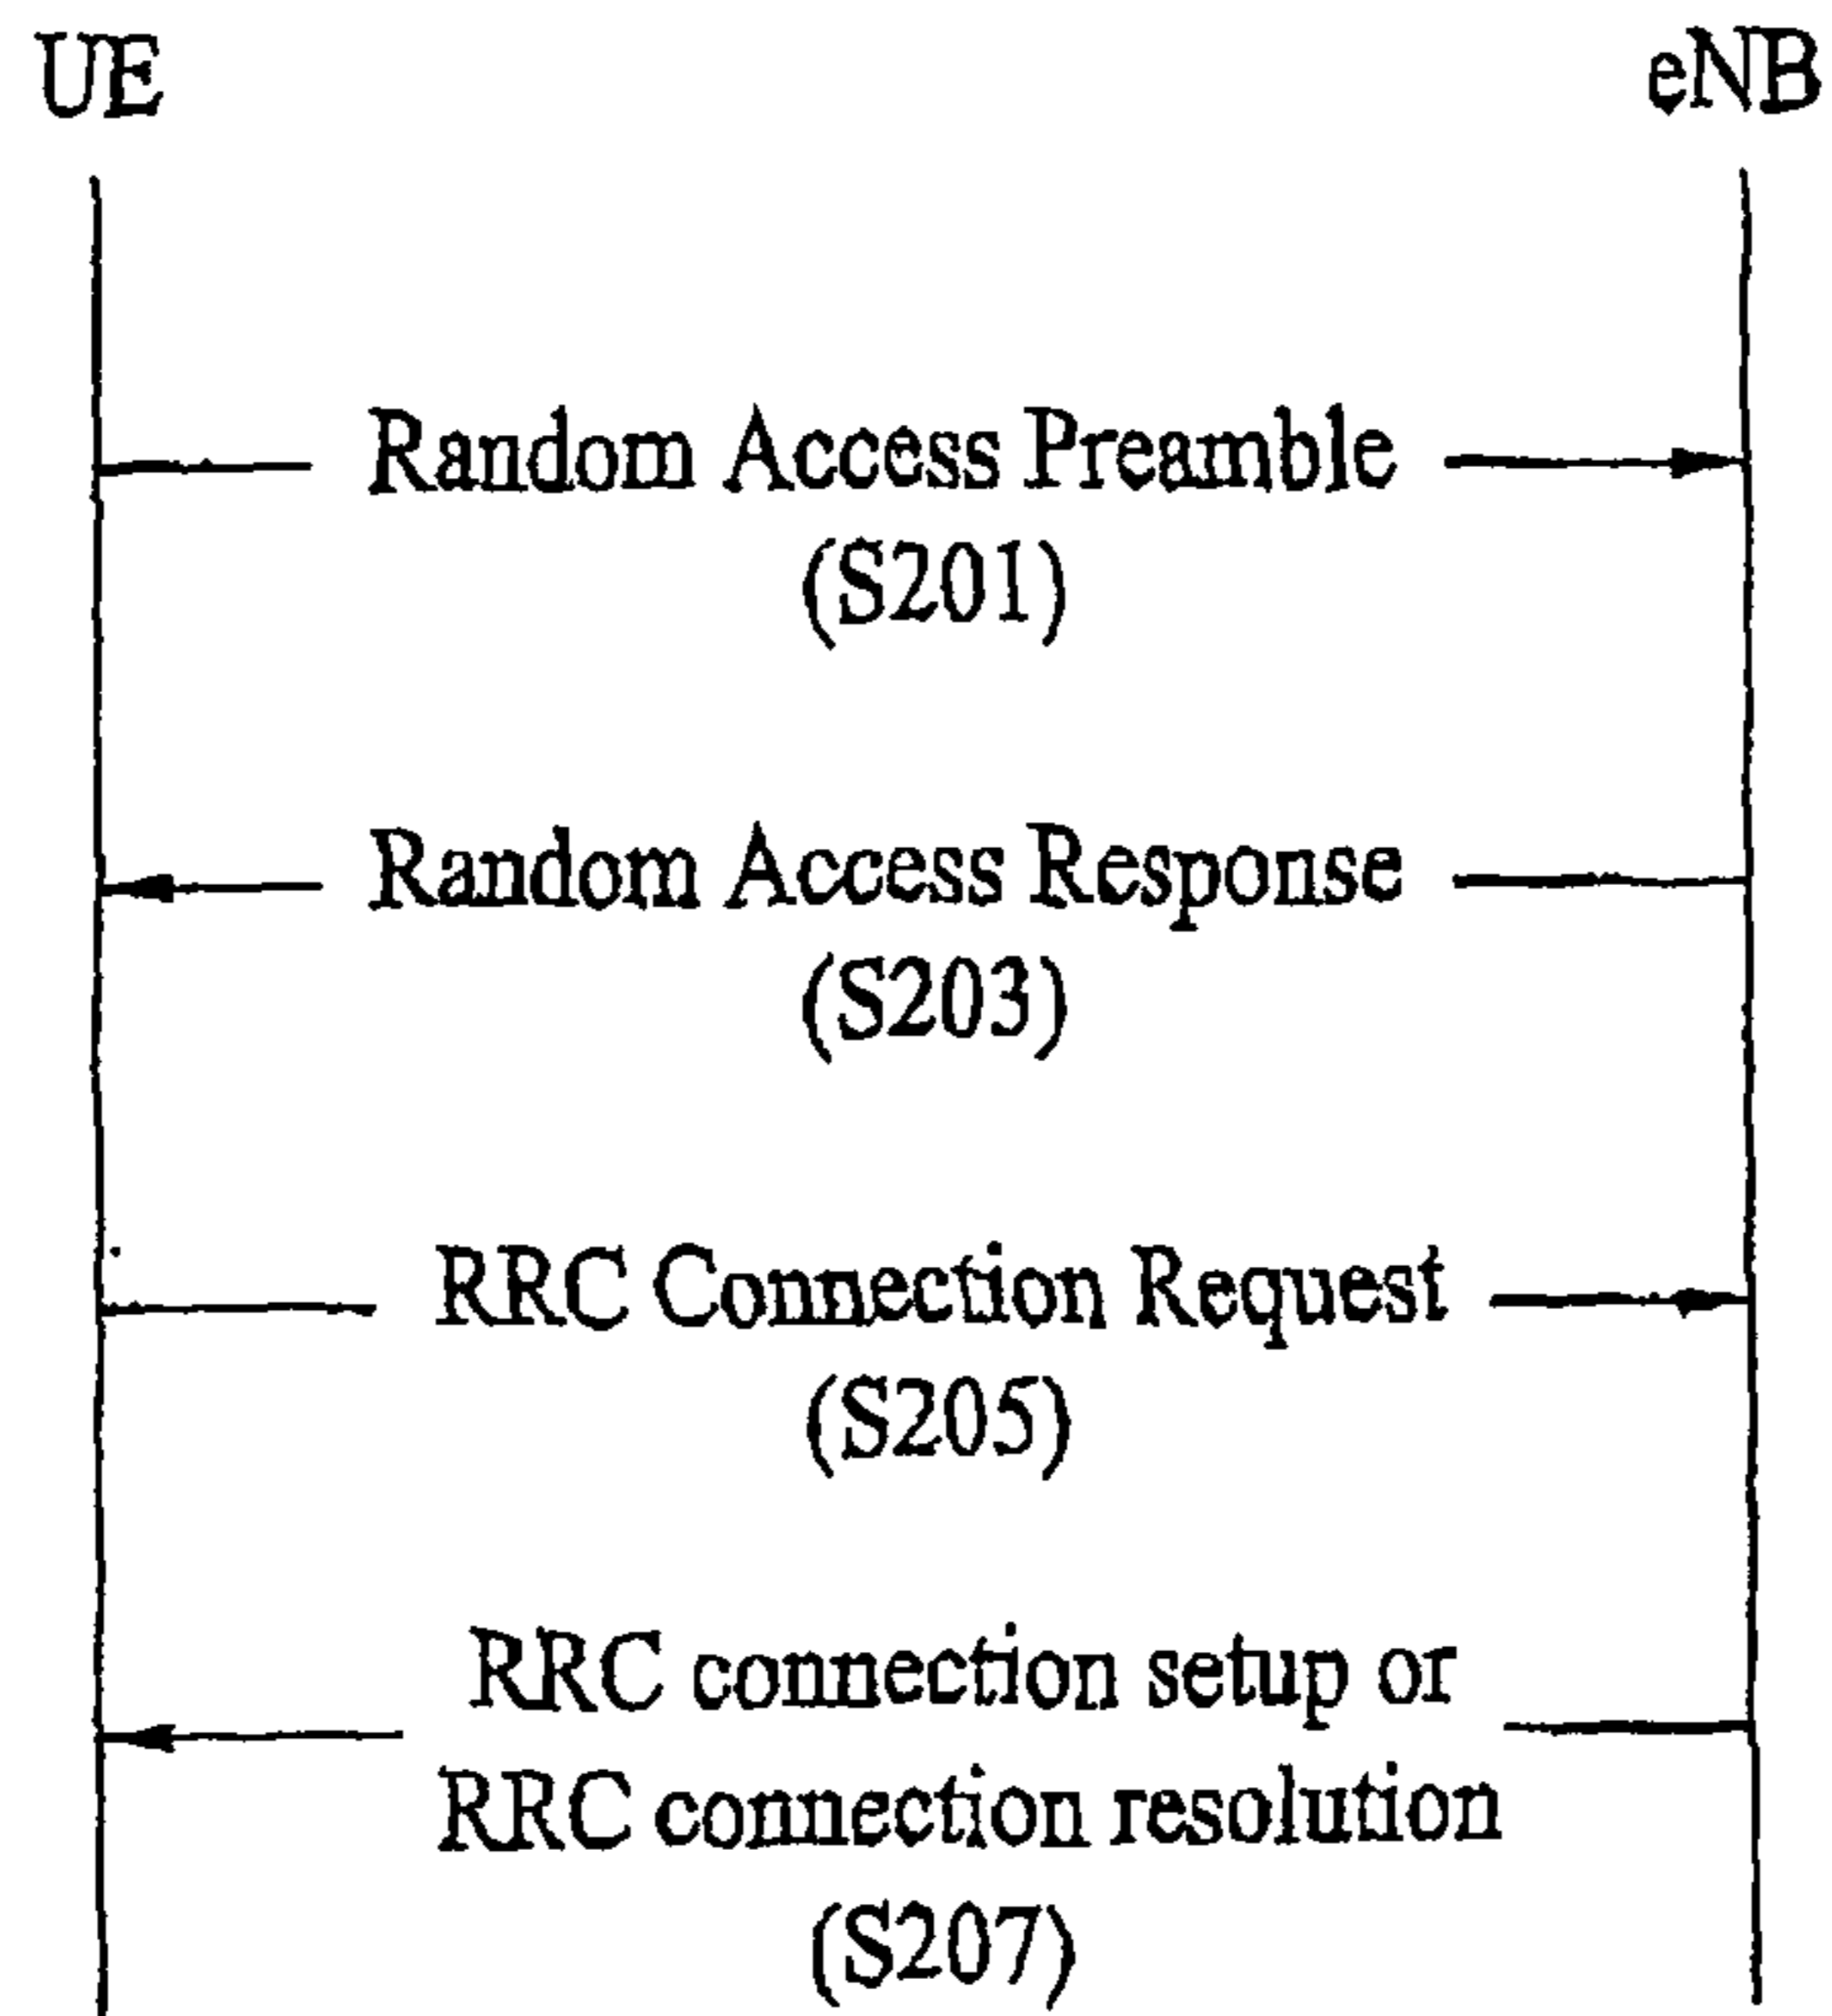 UE
eNB
Random Access Preamble
(S201)
Random Access Response
(S203)
RRC Connection Request
(S205)
RRC connection setup or
RRC connection resolution
(S207)